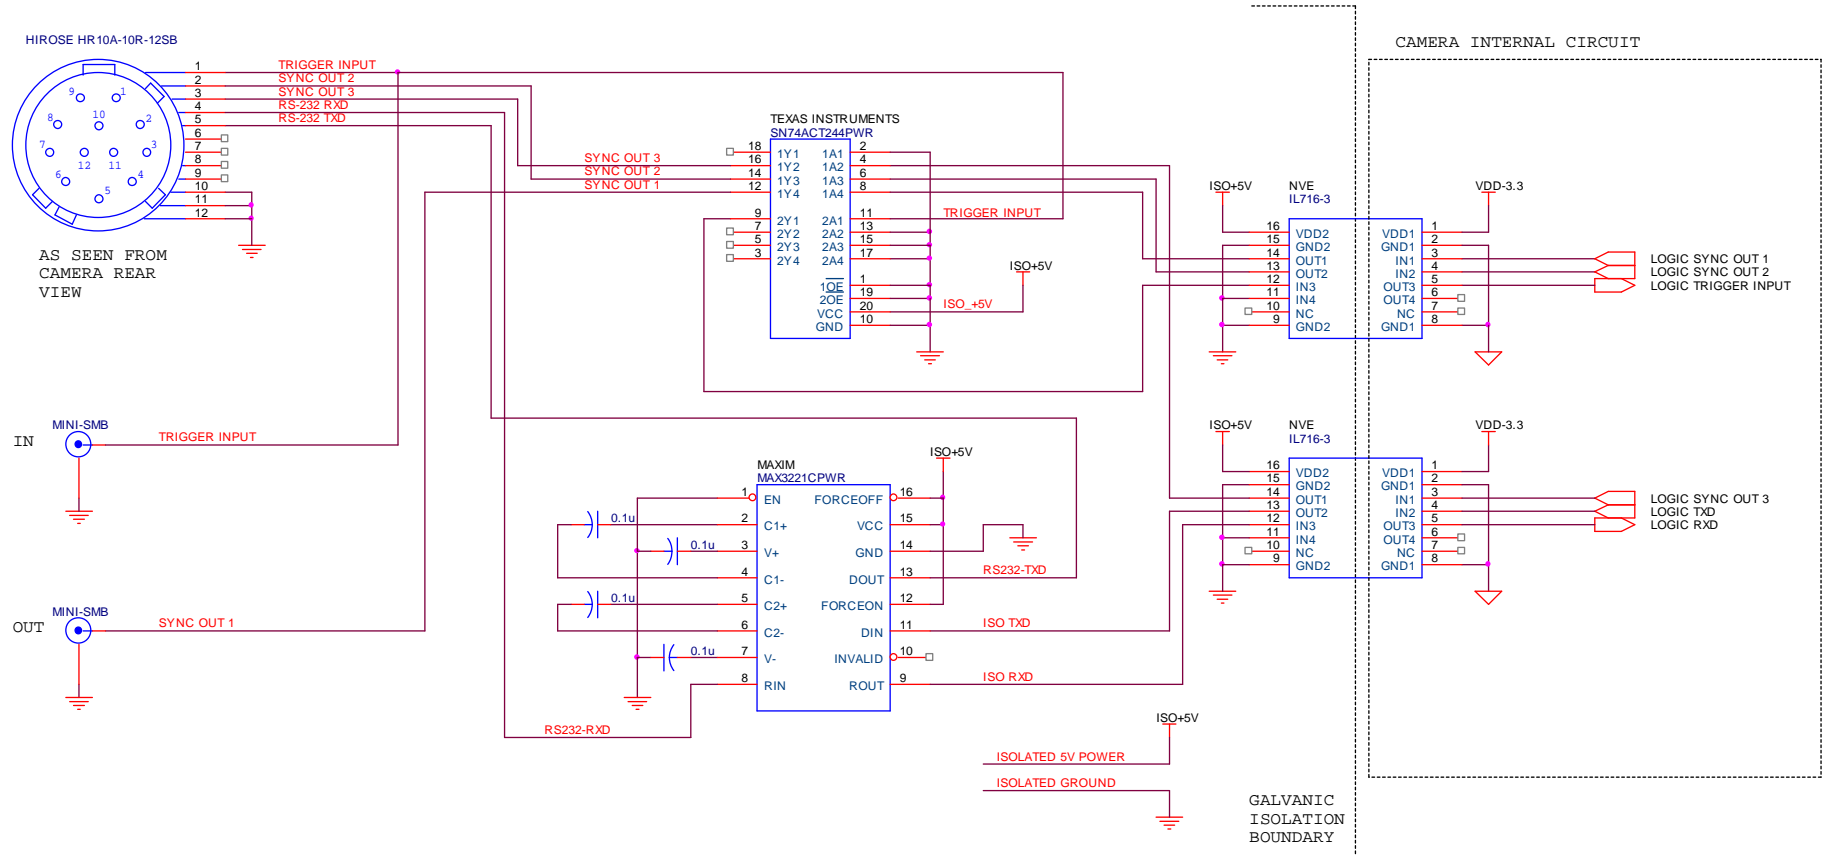 CAMERA INTERNAL CIRCUIT
HIROSE HR10A-10R-12SB
1 TRIGGER INPUT
2 SYNC OUT 2
3 SYNC OUT 3
4 RS-232 RXD
5 RS-232 TXD
6
7
8
9
10
11
12
9 1
8 10 2
7 12 11 3
6 4
5
AS SEEN FROM
CAMERA REAR
VIEW
TEXAS INSTRUMENTS
SN74ACT244PWR
18 1Y1 1A1 2
SYNC OUT 3 16 1Y2 1A2 4
SYNC OUT 2 14 1Y3 1A3 6
SYNC OUT 1 12 1Y4 1A4 8
9 2Y1 2A1 11 TRIGGER INPUT
7 2Y2 2A2 13
5 2Y3 2A3 15
3 2Y4 2A4 17
ISO+5V
1OE 1
2OE 19
VCC 20 ISO_+5V
GND 10
ISO+5V NVE VDD-3.3
IL716-3
16 VDD2 VDD1 1
15 GND2 GND1 2
14 OUT1 IN1 3 LOGIC SYNC OUT 1
13 OUT2 IN2 4 LOGIC SYNC OUT 2
12 IN3 OUT3 5 LOGIC TRIGGER INPUT
11 IN4 OUT4 6
10 NC NC 7
9 GND2 GND1 8
MINI-SMB
IN TRIGGER INPUT
ISO+5V NVE VDD-3.3
IL716-3
16 VDD2 VDD1 1
15 GND2 GND1 2
14 OUT1 IN1 3 LOGIC SYNC OUT 3
13 OUT2 IN2 4 LOGIC TXD
12 IN3 OUT3 5 LOGIC RXD
11 IN4 OUT4 6
10 NC NC 7
9 GND2 GND1 8
ISO+5V
MAXIM
MAX3221CPWR
1 EN FORCEOFF 16
0.1u 2 C1+ VCC 15
0.1u 3 V+ GND 14
4 C1- DOUT 13 RS232-TXD
0.1u 5 C2+ FORCEON 12
6 C2- DIN 11 ISO TXD
0.1u 7 V- INVALID 10
8 RIN ROUT 9 ISO RXD
RS232-RXD
MINI-SMB
OUT SYNC OUT 1
ISO+5V
ISOLATED 5V POWER
ISOLATED GROUND
GALVANIC
ISOLATION
BOUNDARY